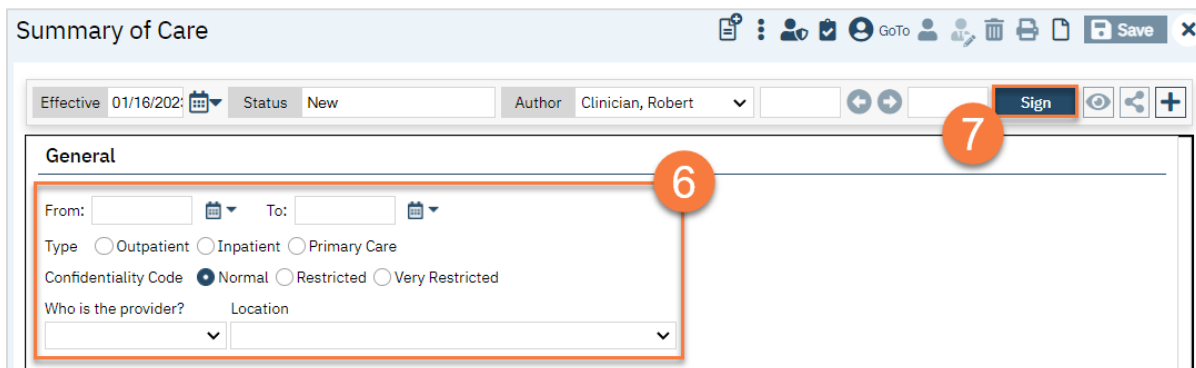 Summary of Care GoTo Save
Effective 01/16/202 Status New Author Clinician, Robert Sign
7
General
6
From: To:
Type Outpatient Inpatient Primary Care
Confidentiality Code Normal Restricted Very Restricted
Who is the provider? Location